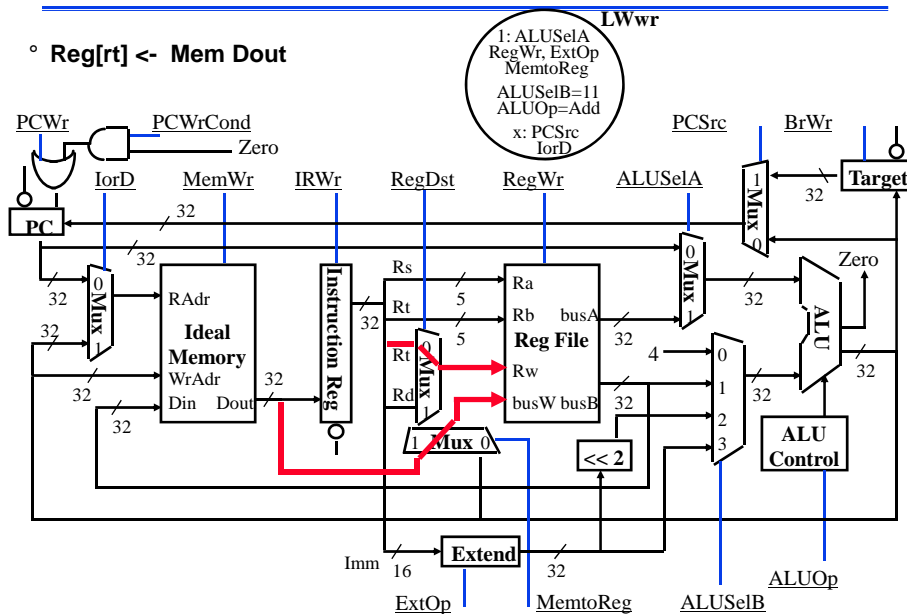 LWwr
1: ALUSelA
RegWr, ExtOp
MemtoReg
ALUSelB=11
ALUOp=Add
x: PCSrc
IorD
° Reg[rt] <- Mem Dout
PCWr
PCWrCond
Zero
PCSrc
BrWr
IorD
MemWr
IRWr
RegDst
RegWr
ALUSelA
1
Mux
0
32
Target
PC
32
32
32
32
0
Mux
1
32
RAdr
Ideal
Memory
WrAdr
Din
Dout
32
32
32
Instruction Reg
32
Rs
Rt
5
5
Rt
Rd
0
Mux
1
Ra
Rb
busA
Reg File
Rw
busW
busB
32
32
0
Mux
1
32
Zero
ALU
32
4
0
1
2
3
32
1 Mux 0
<< 2
ALU
Control
Imm
16
Extend
32
ExtOp
MemtoReg
ALUSelB
ALUOp